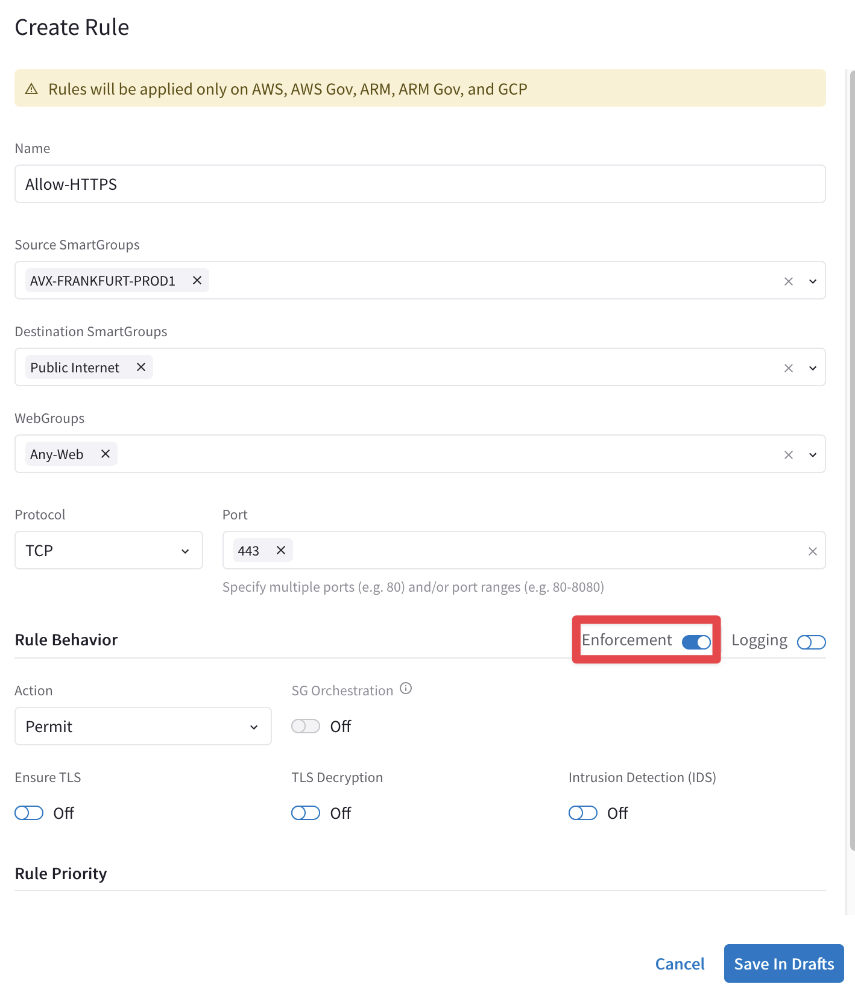 Create Rule
Rules will be applied only on AWS, AWS Gov, ARM, ARM Gov, and GCP
Name
Allow-HTTPS
Source SmartGroups
AVX-FRANKFURT-PROD1
Destination SmartGroups
Public Internet
WebGroups
Any-Web
Protocol Port
TCP 443
Specify multiple ports (e.g. 80) and/or port ranges (e.g. 80-8080)
Rule Behavior Enforcement Logging
Action SG Orchestration
Permit Off
Ensure TLS TLS Decryption Intrusion Detection (IDS)
Off Off Off
Rule Priority
Cancel Save In Drafts